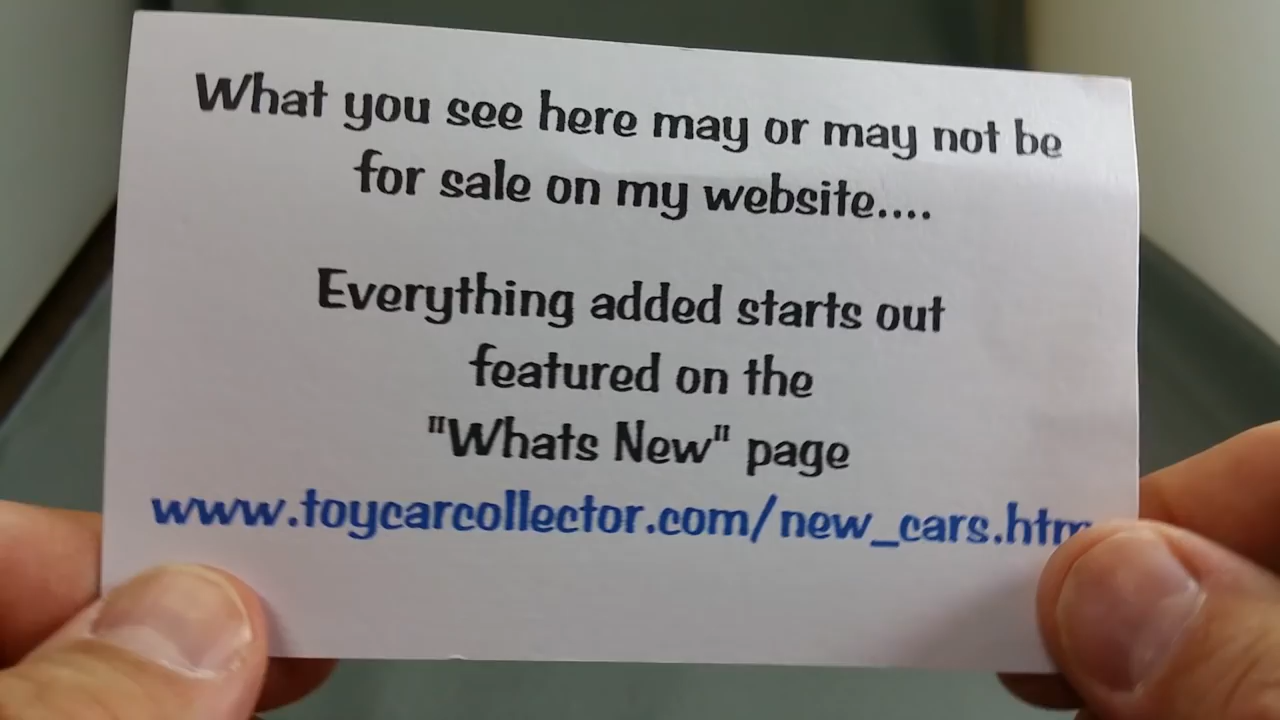 What you see here may or may not be
for sale on my website....
Everything added starts out
featured on the
"Whats New" page
www.toycarcollector.com/new_cars.htm